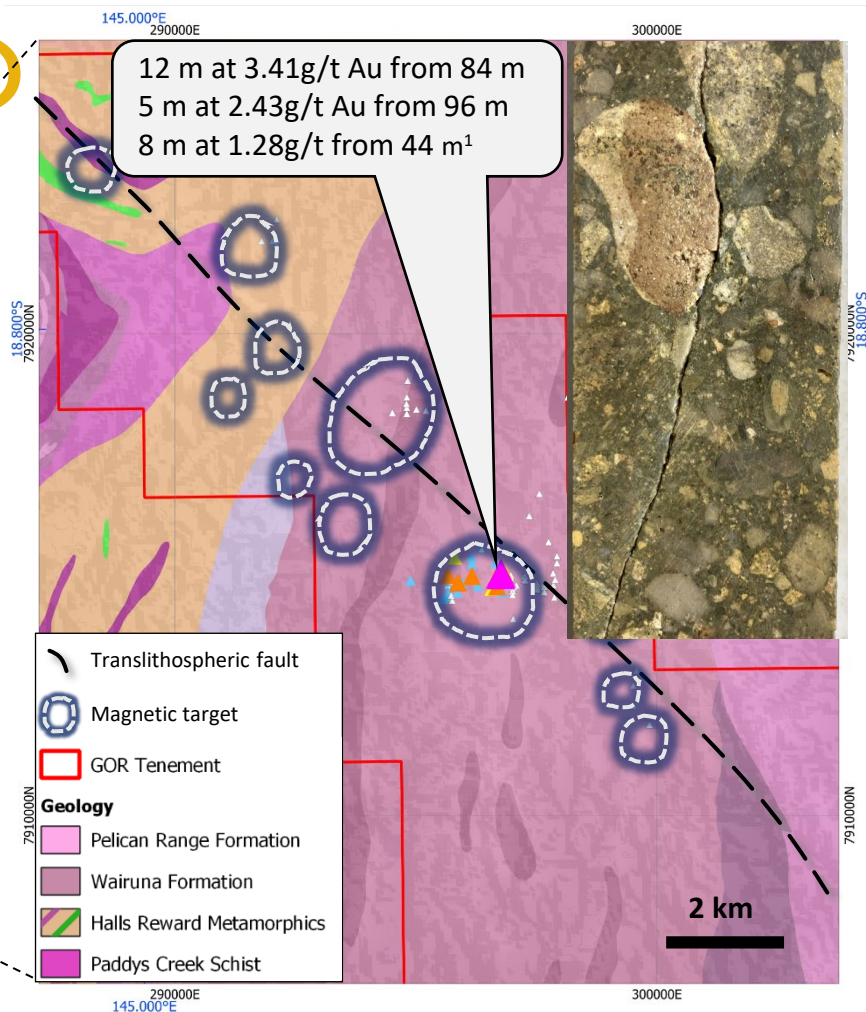 145.000°E
290000E
300000E
12 m at 3.41g/t Au from 84 m
5 m at 2.43g/t Au from 96 m
8 m at 1.28g/t from 44 m¹
18.800°S
7920000N
7920000N
18.800°S
Translithospheric fault
Magnetic target
GOR Tenement
Geology
Pelican Range Formation
Wairuna Formation
Halls Reward Metamorphics
Paddys Creek Schist
7910000N
7910000N
2 km
290000E
300000E
145.000°E